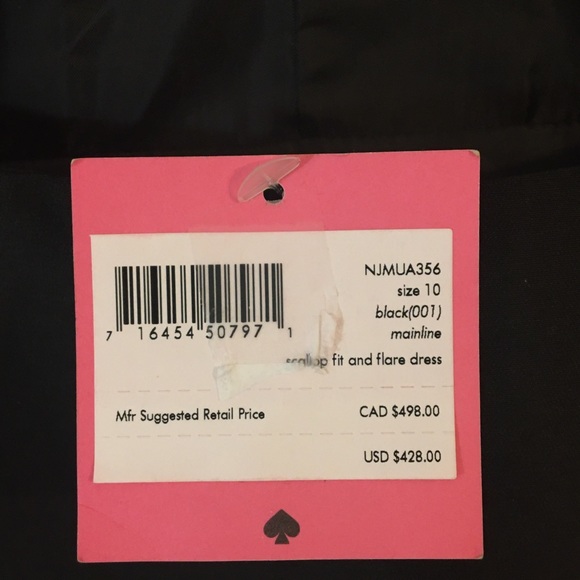 NJMUA356
size 10
black(001)
mainline
scallop fit and flare dress
7 16454 50797 1
Mfr Suggested Retail Price CAD $498.00
USD $428.00